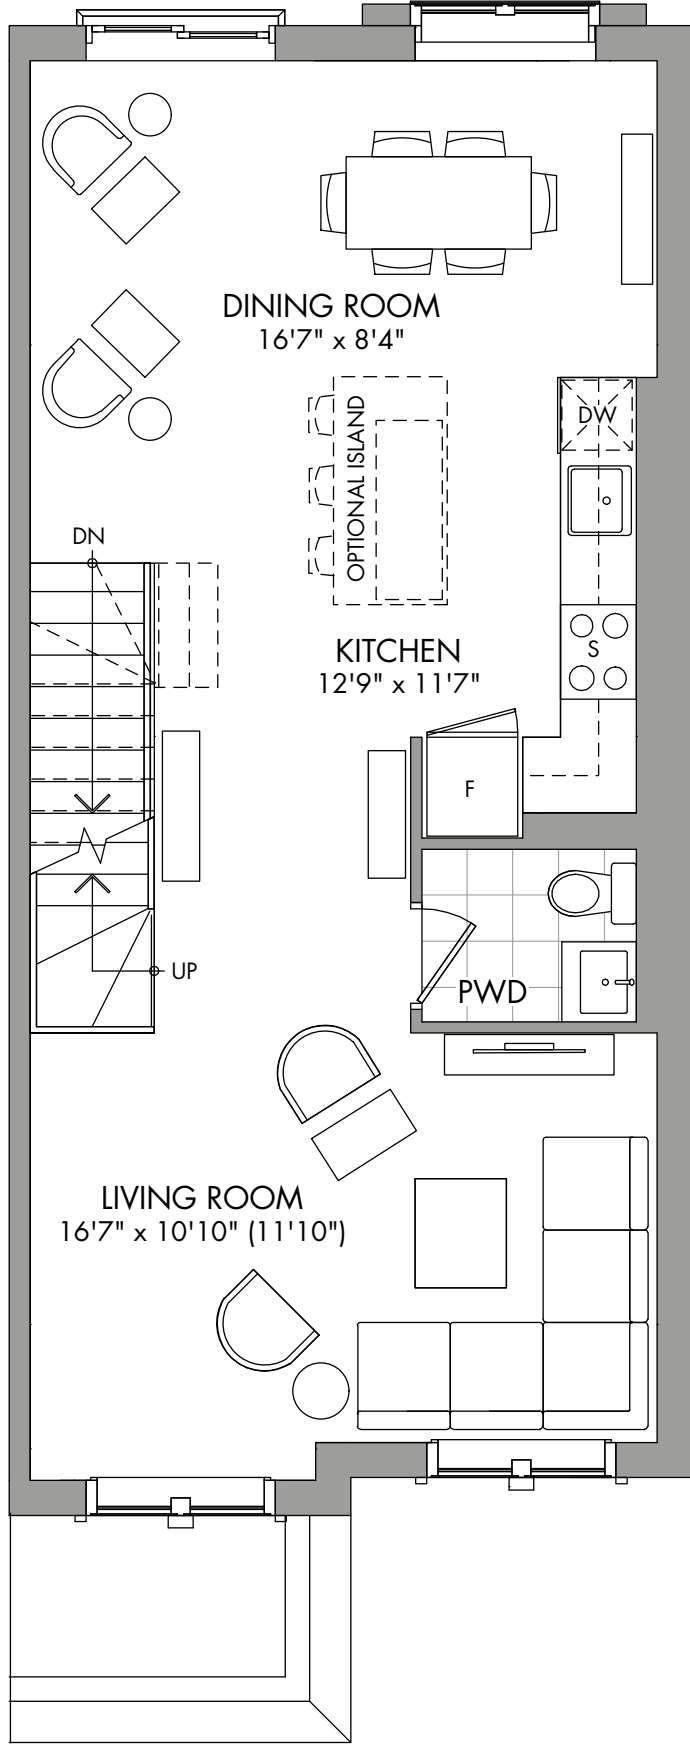 DINING ROOM
16'7" x 8'4"
DW
OPTIONAL ISLAND
DN
KITCHEN
12'9" x 11'7"
S
F
UP
PWD
LIVING ROOM
16'7" x 10'10" (11'10")